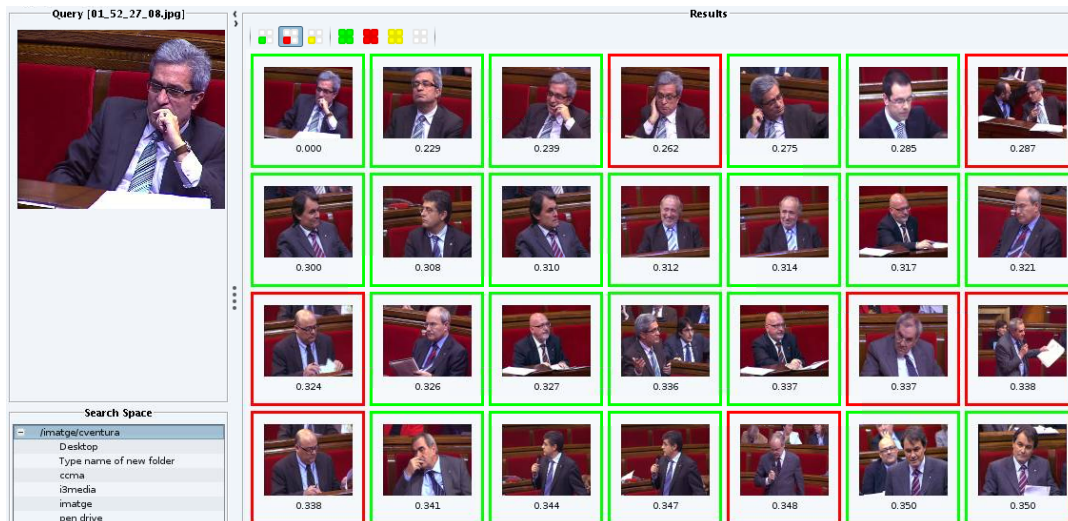 Query [01_52_27_08.jpg]
Results
0.000
0.229
0.239
0.262
0.275
0.285
0.287
0.300
0.308
0.310
0.312
0.314
0.317
0.321
0.324
0.326
0.327
0.336
0.337
0.337
0.338
0.338
0.341
0.344
0.347
0.348
0.350
0.350
Search Space
/imatge/cventura
Desktop
Type name of new folder
ccma
i3media
imatge
pen drive